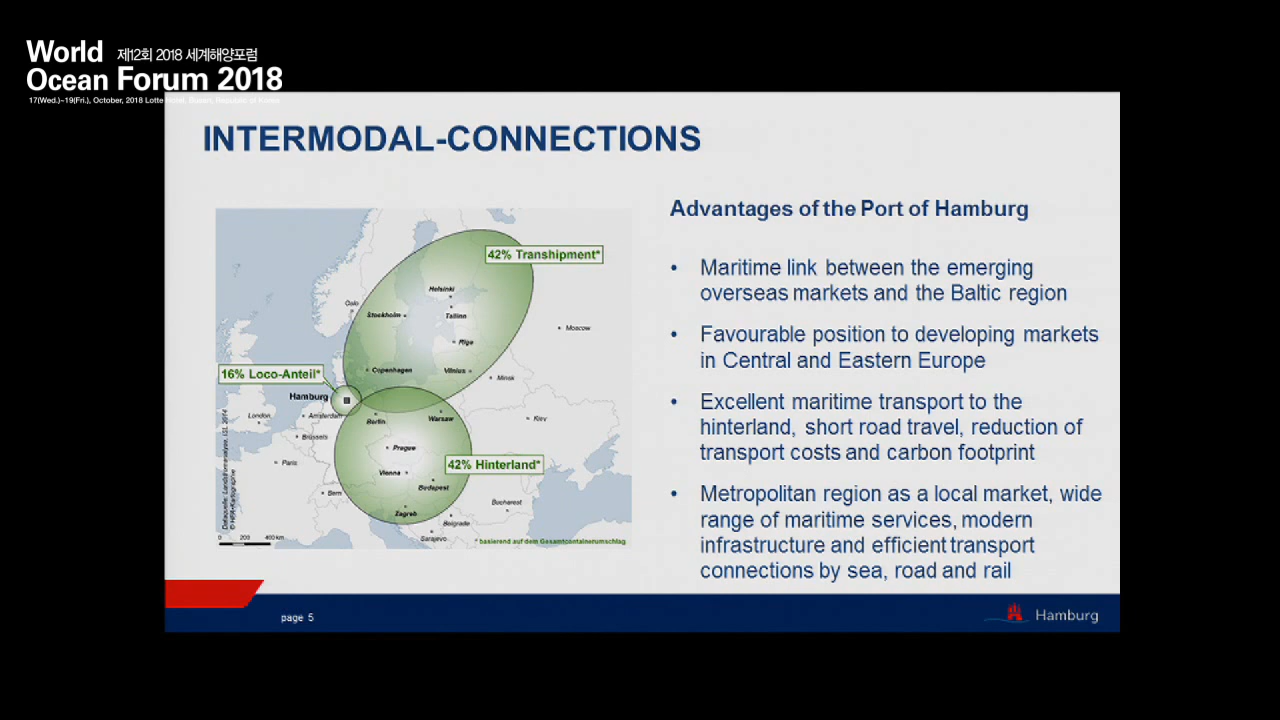 World 제12회 2018 세계해양포럼
Ocean Forum 2018
17(Wed.)~19(Fri.), October, 2018 Lotte Hotel, Busan, Republic of Korea
INTERMODAL-CONNECTIONS
42% Transhipment*
Helsinki
Oslo
Stockholm
Tallinn
Moscow
Riga
16% Loco-Anteil*
Copenhagen
Vilnius
Minsk
Hamburg
London
Amsterdam
Berlin
Warsaw
Kiev
Brüssels
Prague
Paris
42% Hinterland*
Vienna
Budapest
Bern
Bucharest
Zagreb
Belgrade
Sarajevo
0 200 400 km
* basierend auf dem Gesamtcontainerumschlag
Datenquelle: Landstromanalyse, ISL 2014
© HPA-Kartographie
Advantages of the Port of Hamburg
• Maritime link between the emerging
overseas markets and the Baltic region
• Favourable position to developing markets
in Central and Eastern Europe
• Excellent maritime transport to the
hinterland, short road travel, reduction of
transport costs and carbon footprint
• Metropolitan region as a local market, wide
range of maritime services, modern
infrastructure and efficient transport
connections by sea, road and rail
page 5
Hamburg